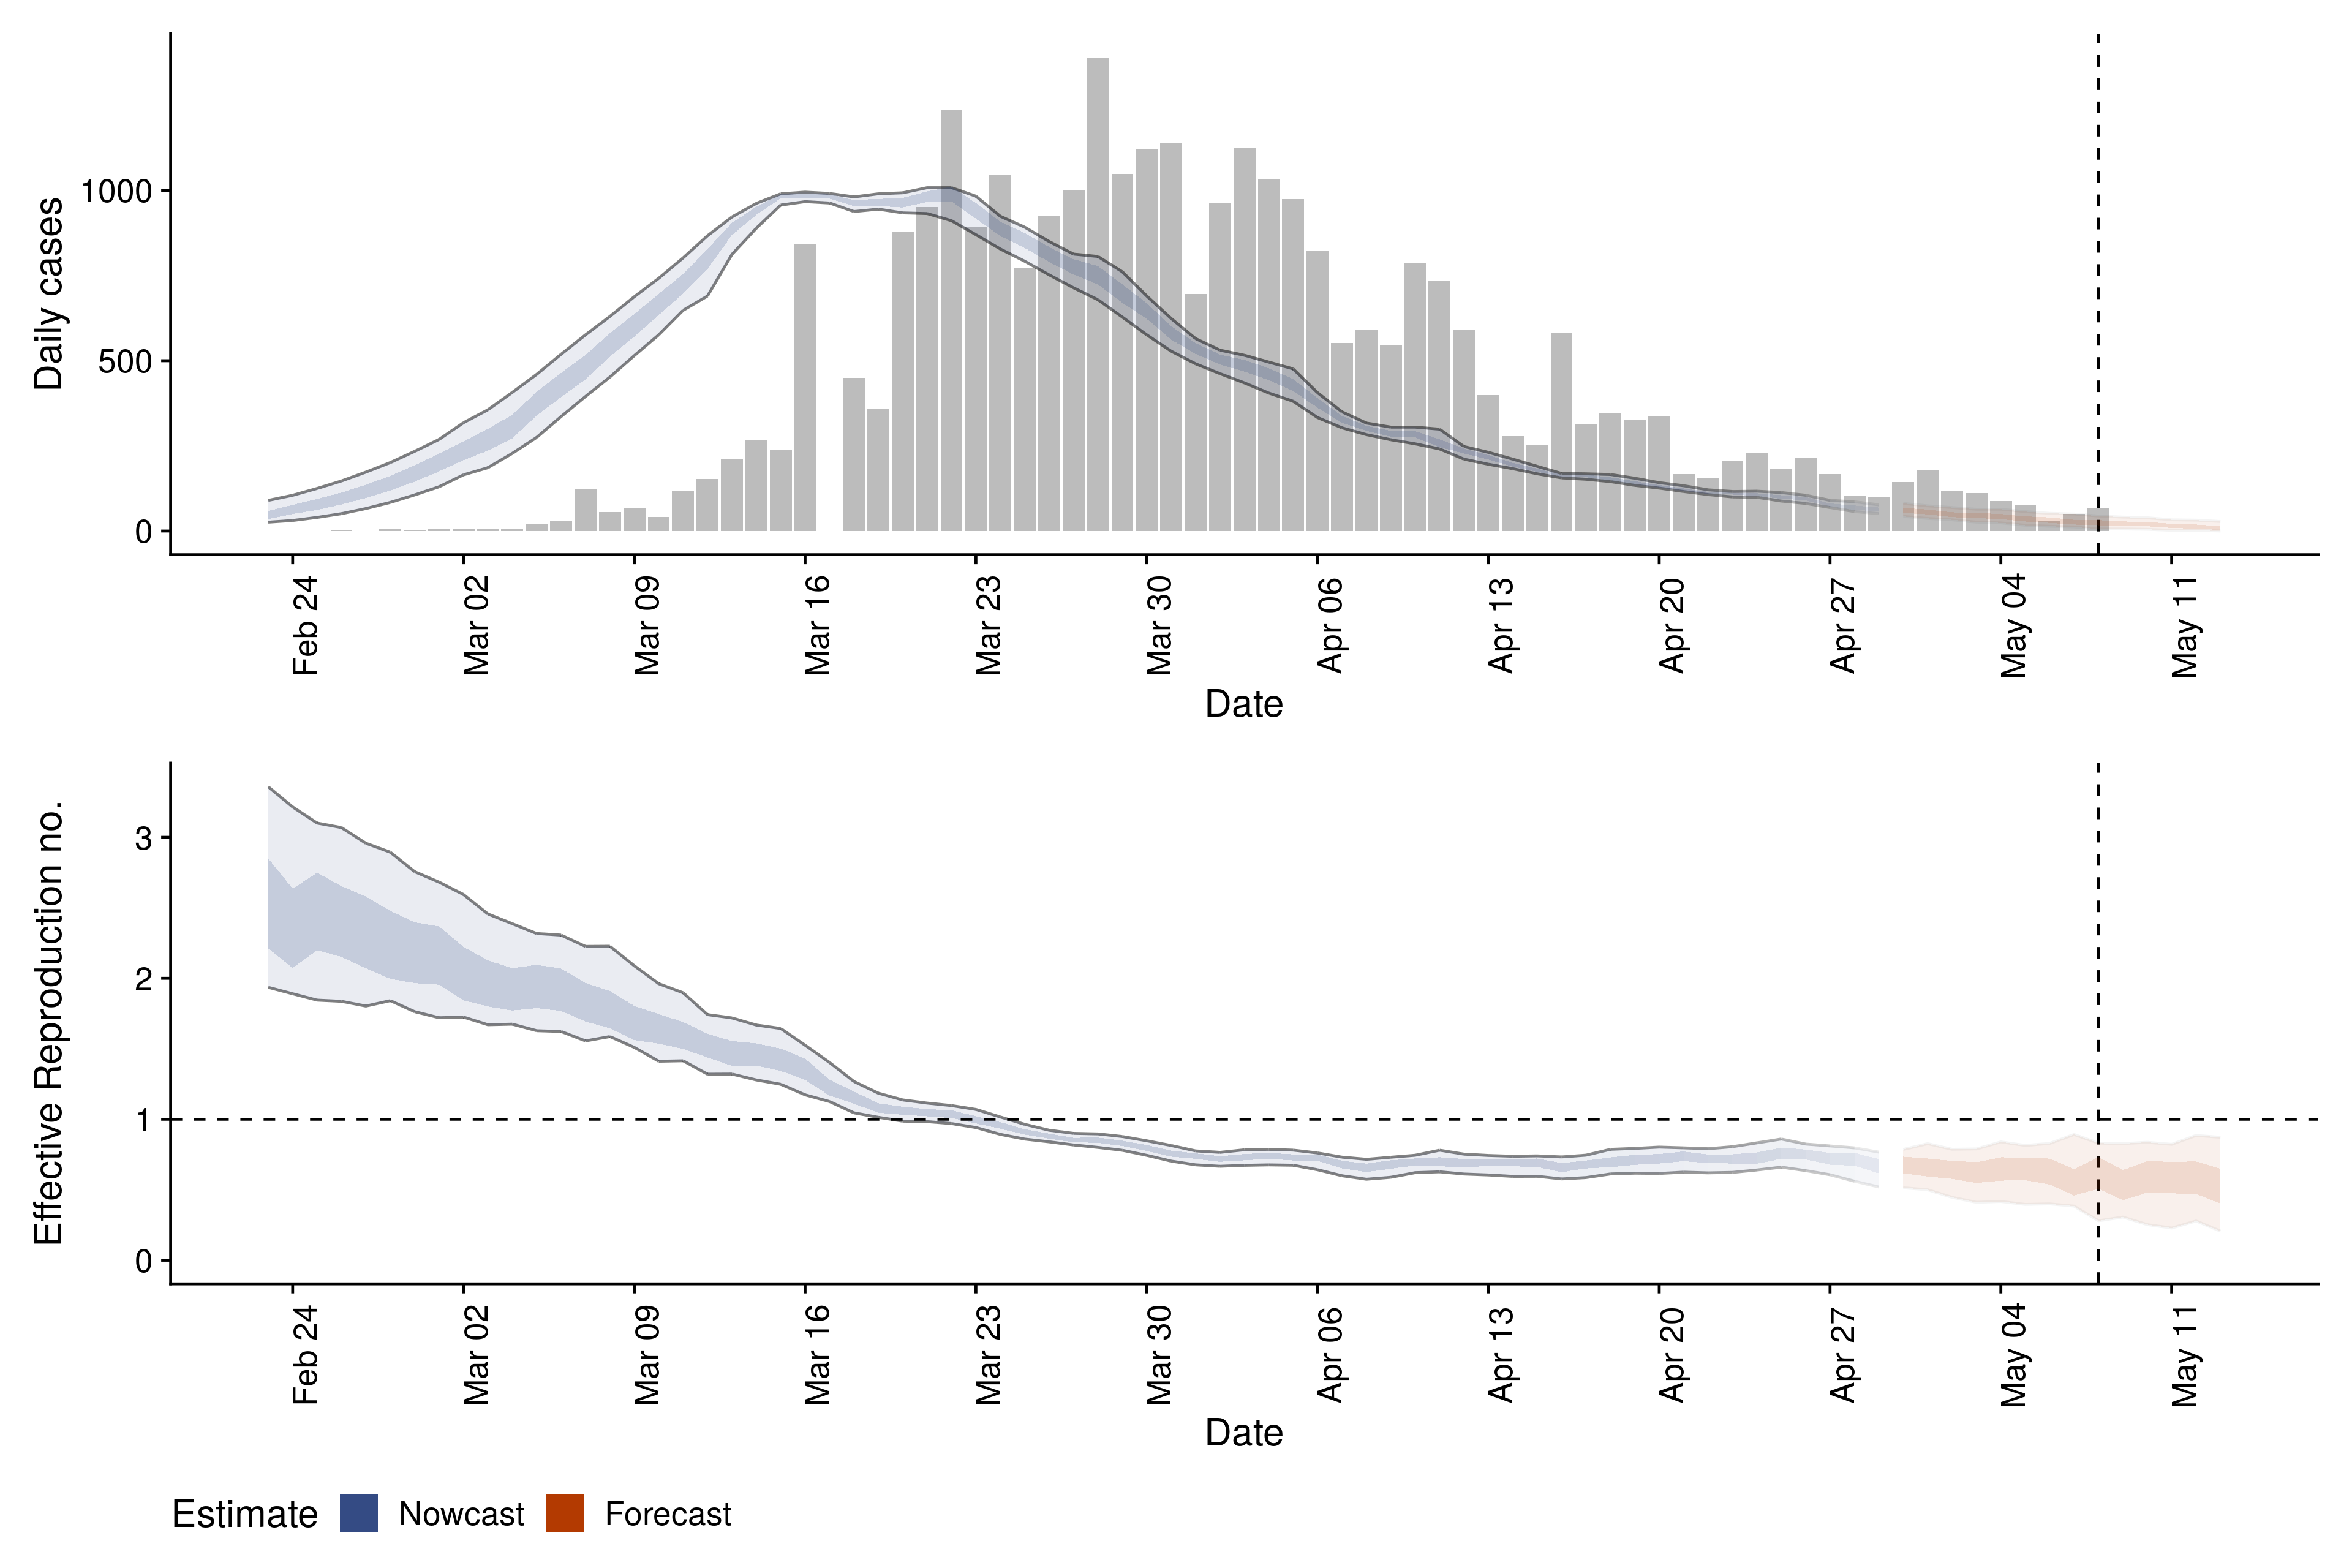 Daily cases
1000
500
0
Feb 24
Mar 02
Mar 09
Mar 16
Mar 23
Mar 30
Apr 06
Apr 13
Apr 20
Apr 27
May 04
May 11
Date
Effective Reproduction no.
3
2
1
0
Feb 24
Mar 02
Mar 09
Mar 16
Mar 23
Mar 30
Apr 06
Apr 13
Apr 20
Apr 27
May 04
May 11
Date
Estimate Nowcast Forecast